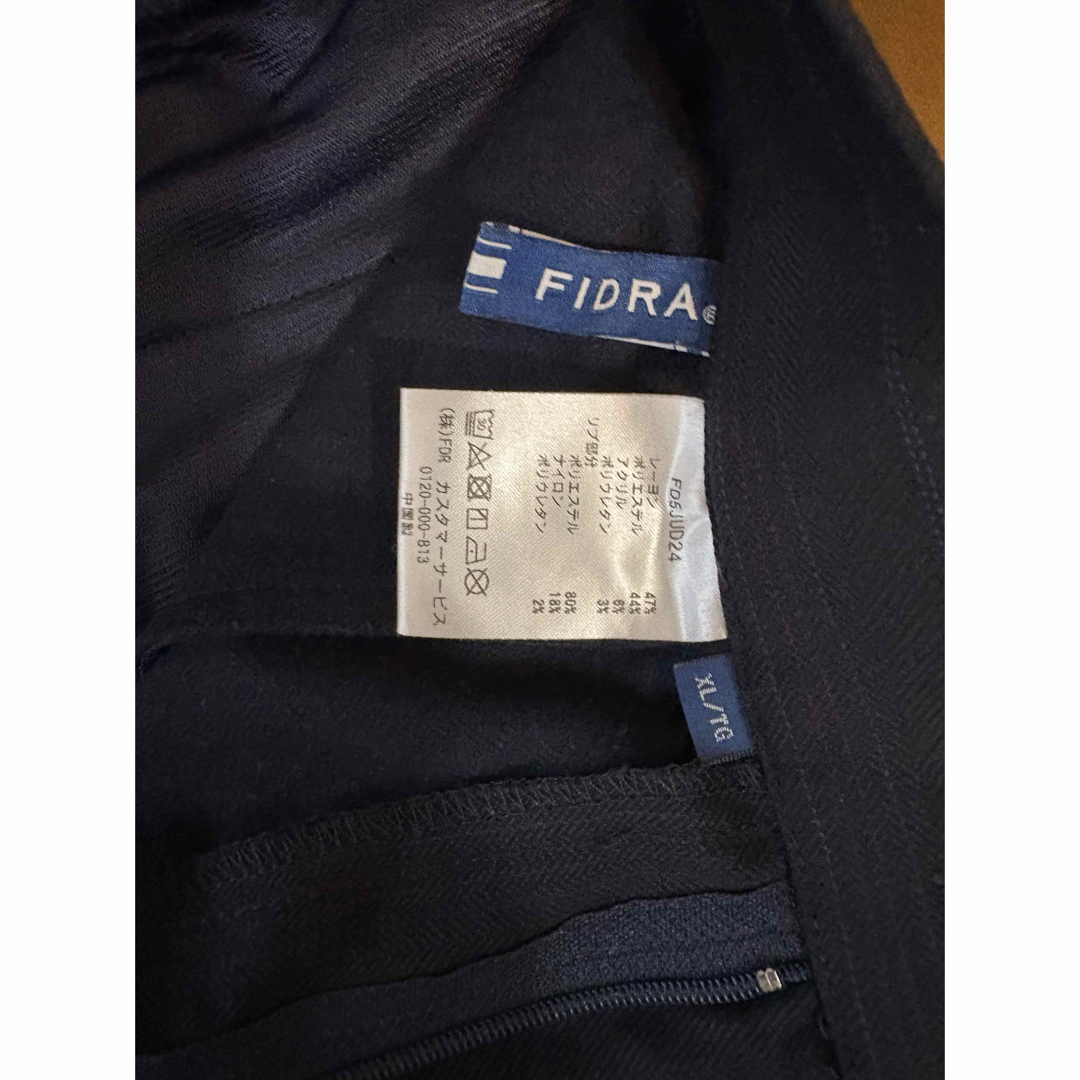 FIDRA
FD5JUD24
レーヨン 47%
ポリエステル 44%
アクリル 6%
ポリウレタン 3%
リブ部分
ポリエステル 80%
ナイロン 18%
ポリウレタン 2%
30
(株)FDR カスタマーサービス
0120-000-813
中国製
XL/TG